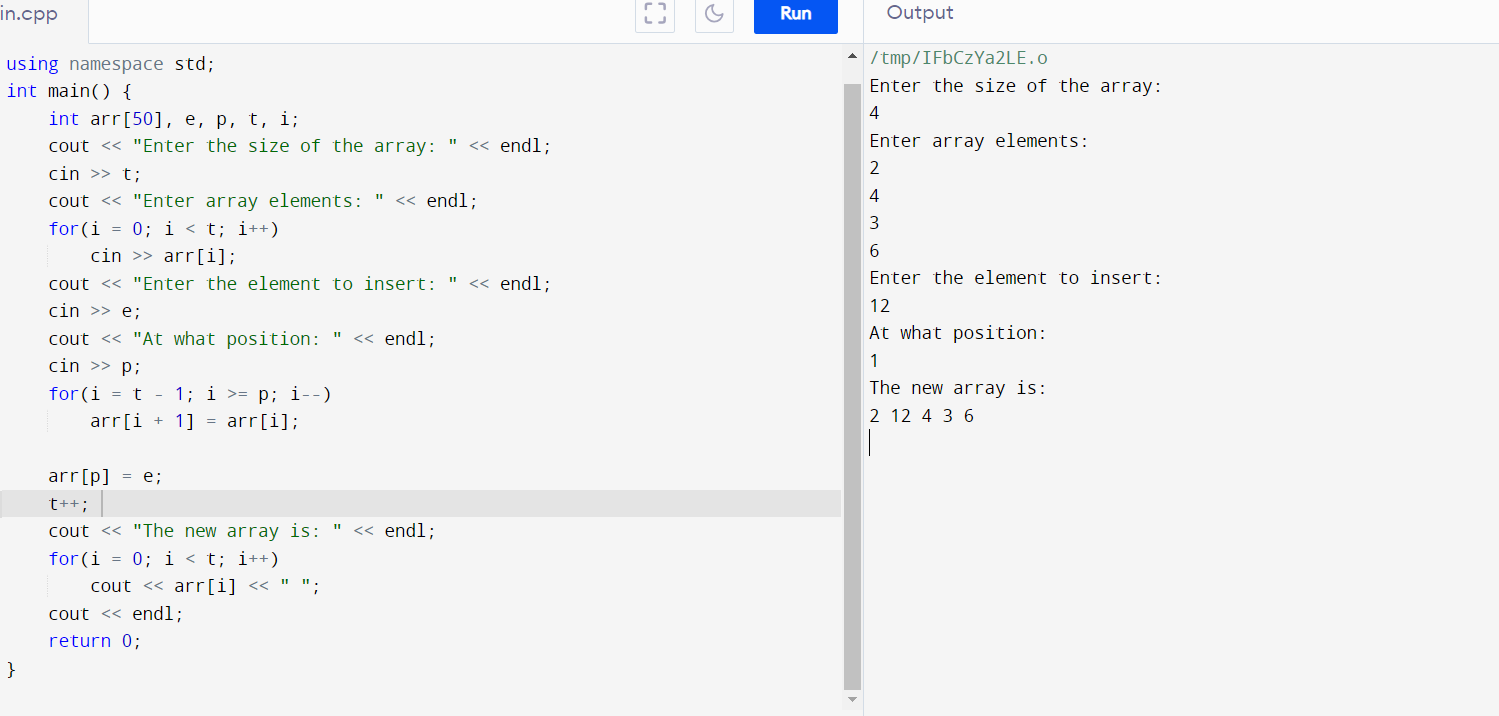 in.cpp
Run
using namespace std;
int main() {
    int arr[50], e, p, t, i;
    cout << "Enter the size of the array: " << endl;
    cin >> t;
    cout << "Enter array elements: " << endl;
    for(i = 0; i < t; i++)
        cin >> arr[i];
    cout << "Enter the element to insert: " << endl;
    cin >> e;
    cout << "At what position: " << endl;
    cin >> p;
    for(i = t - 1; i >= p; i--)
        arr[i + 1] = arr[i];
    arr[p] = e;
    t++;
    cout << "The new array is: " << endl;
    for(i = 0; i < t; i++)
        cout << arr[i] << " ";
    cout << endl;
    return 0;
}
Output
/tmp/IFbCzYa2LE.o
Enter the size of the array:
4
Enter array elements:
2
4
3
6
Enter the element to insert:
12
At what position:
1
The new array is:
2 12 4 3 6